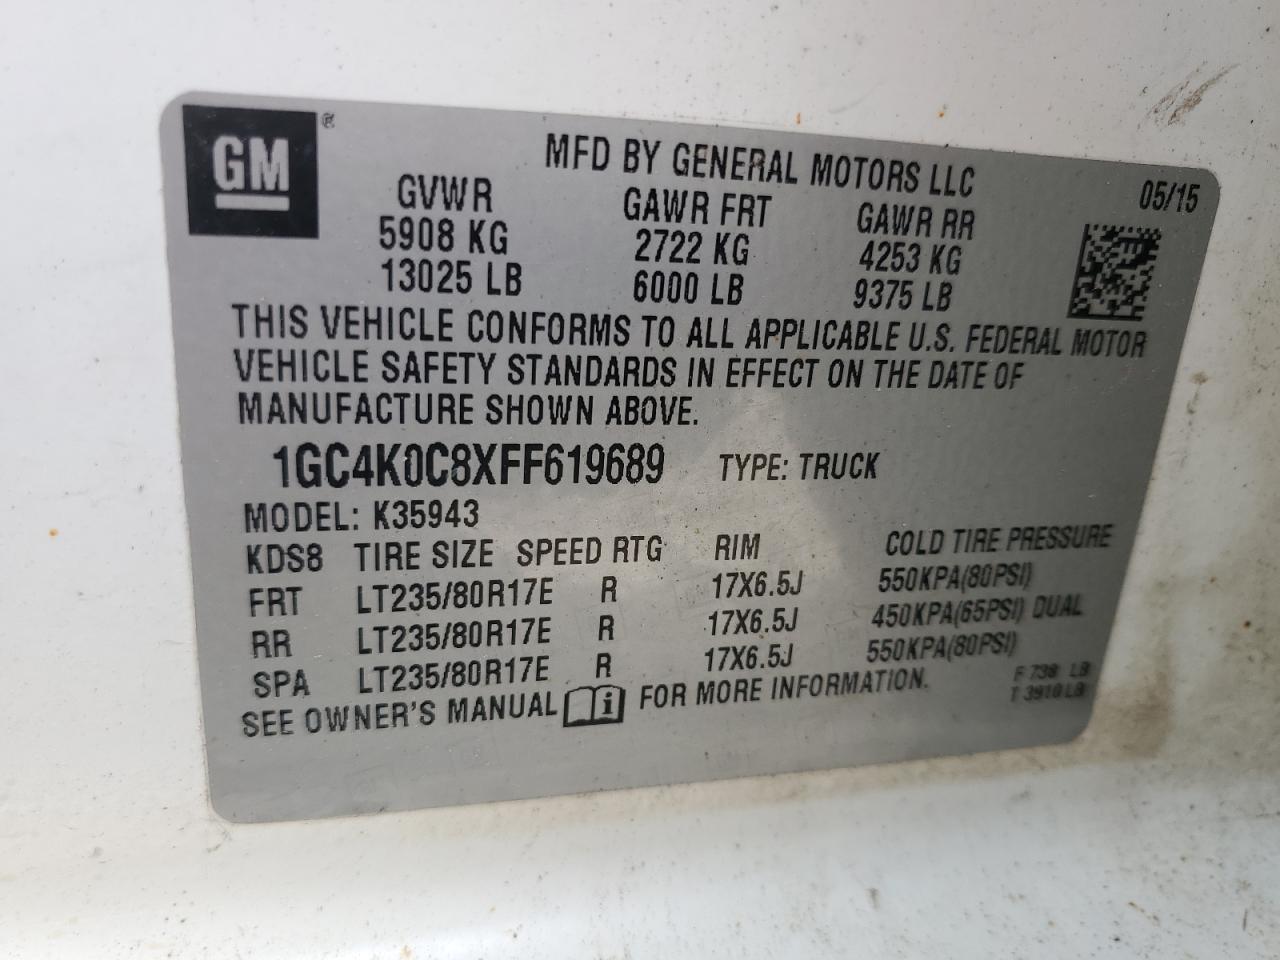 GM®
MFD BY GENERAL MOTORS LLC
05/15
GVWR GAWR FRT GAWR RR
5908 KG 2722 KG 4253 KG
13025 LB 6000 LB 9375 LB
THIS VEHICLE CONFORMS TO ALL APPLICABLE U.S. FEDERAL MOTOR
VEHICLE SAFETY STANDARDS IN EFFECT ON THE DATE OF
MANUFACTURE SHOWN ABOVE.
1GC4K0C8XFF619689 TYPE: TRUCK
MODEL: K35943
KDS8 TIRE SIZE SPEED RTG RIM COLD TIRE PRESSURE
FRT LT235/80R17E R 17X6.5J 550KPA(80PSI)
RR LT235/80R17E R 17X6.5J 450KPA(65PSI) DUAL
SPA LT235/80R17E R 17X6.5J 550KPA(80PSI)
SEE OWNER'S MANUAL i FOR MORE INFORMATION.
F 738 LB
T 3910 LB